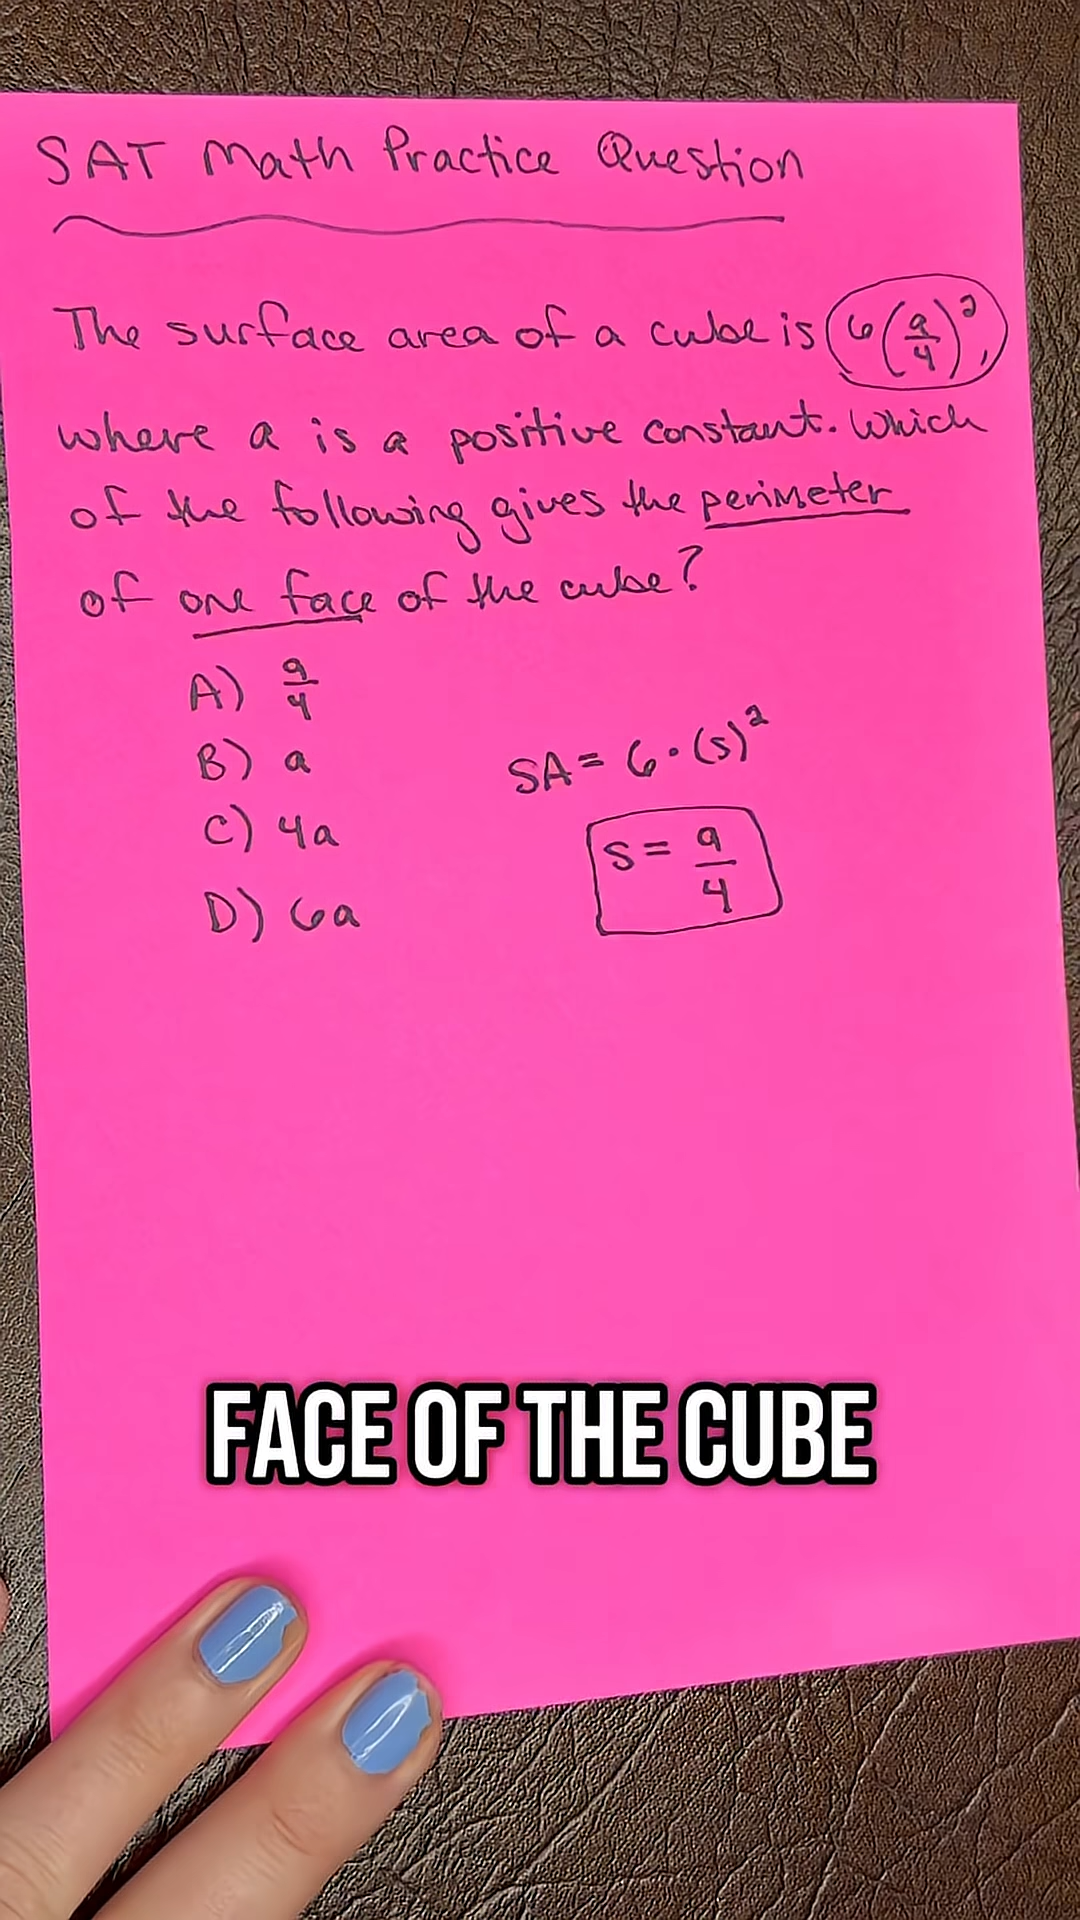 SAT Math Practice Question
The surface area of a cube is 6(a/4)²,
where a is a positive constant. Which
of the following gives the perimeter
of one face of the cube?
A) a/4
B) a
C) 4a
D) 6a
SA = 6 · (s)²
s = a/4
FACE OF THE CUBE